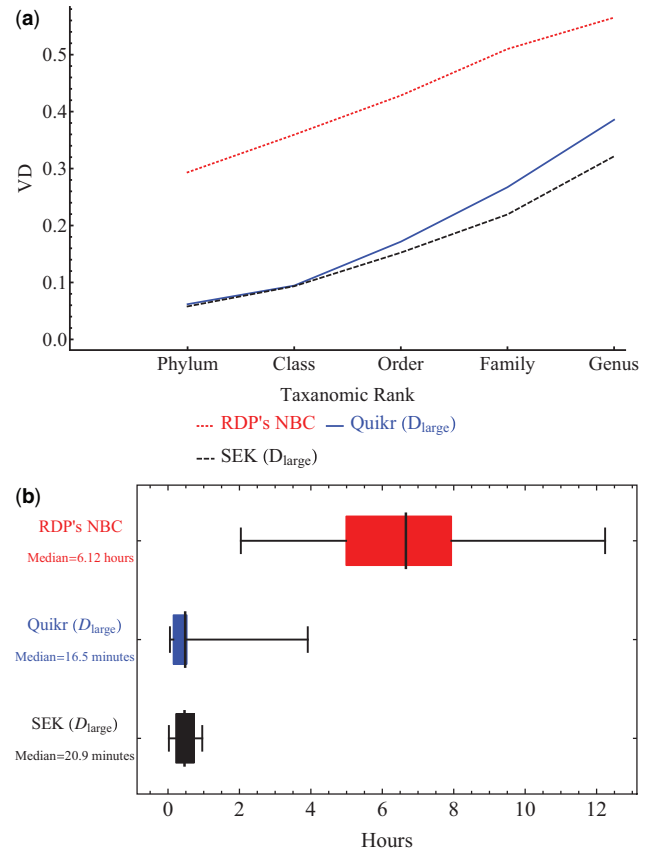 (a)
0.5
0.4
0.3
0.2
0.1
0.0
VD
Phylum Class Order Family Genus
Taxanomic Rank
RDP's NBC Quikr (Dlarge)
SEK (Dlarge)
(b)
RDP's NBC
Median=6.12 hours
Quikr (Dlarge)
Median=16.5 minutes
SEK (Dlarge)
Median=20.9 minutes
0 2 4 6 8 10 12
Hours